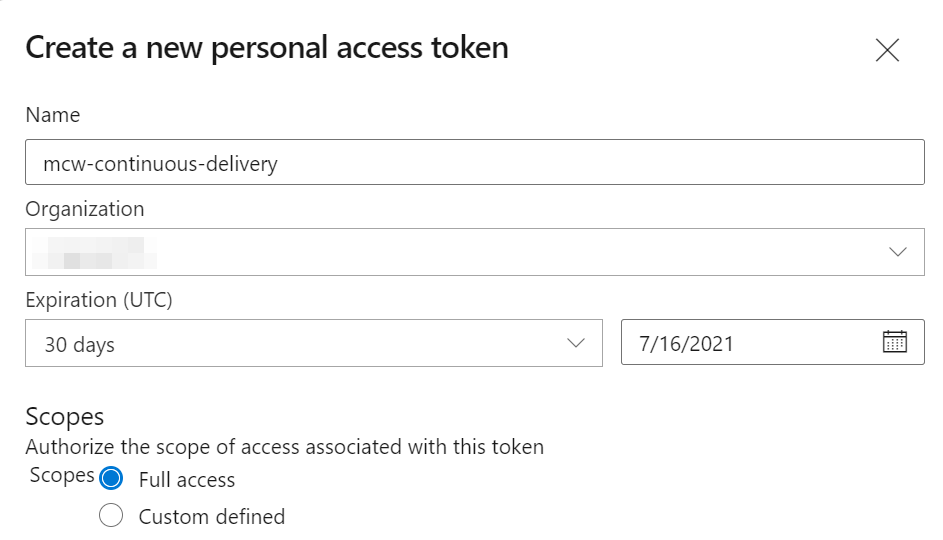 Create a new personal access token
Name
mcw-continuous-delivery
Organization
Expiration (UTC)
30 days
7/16/2021
Scopes
Authorize the scope of access associated with this token
Scopes
Full access
Custom defined